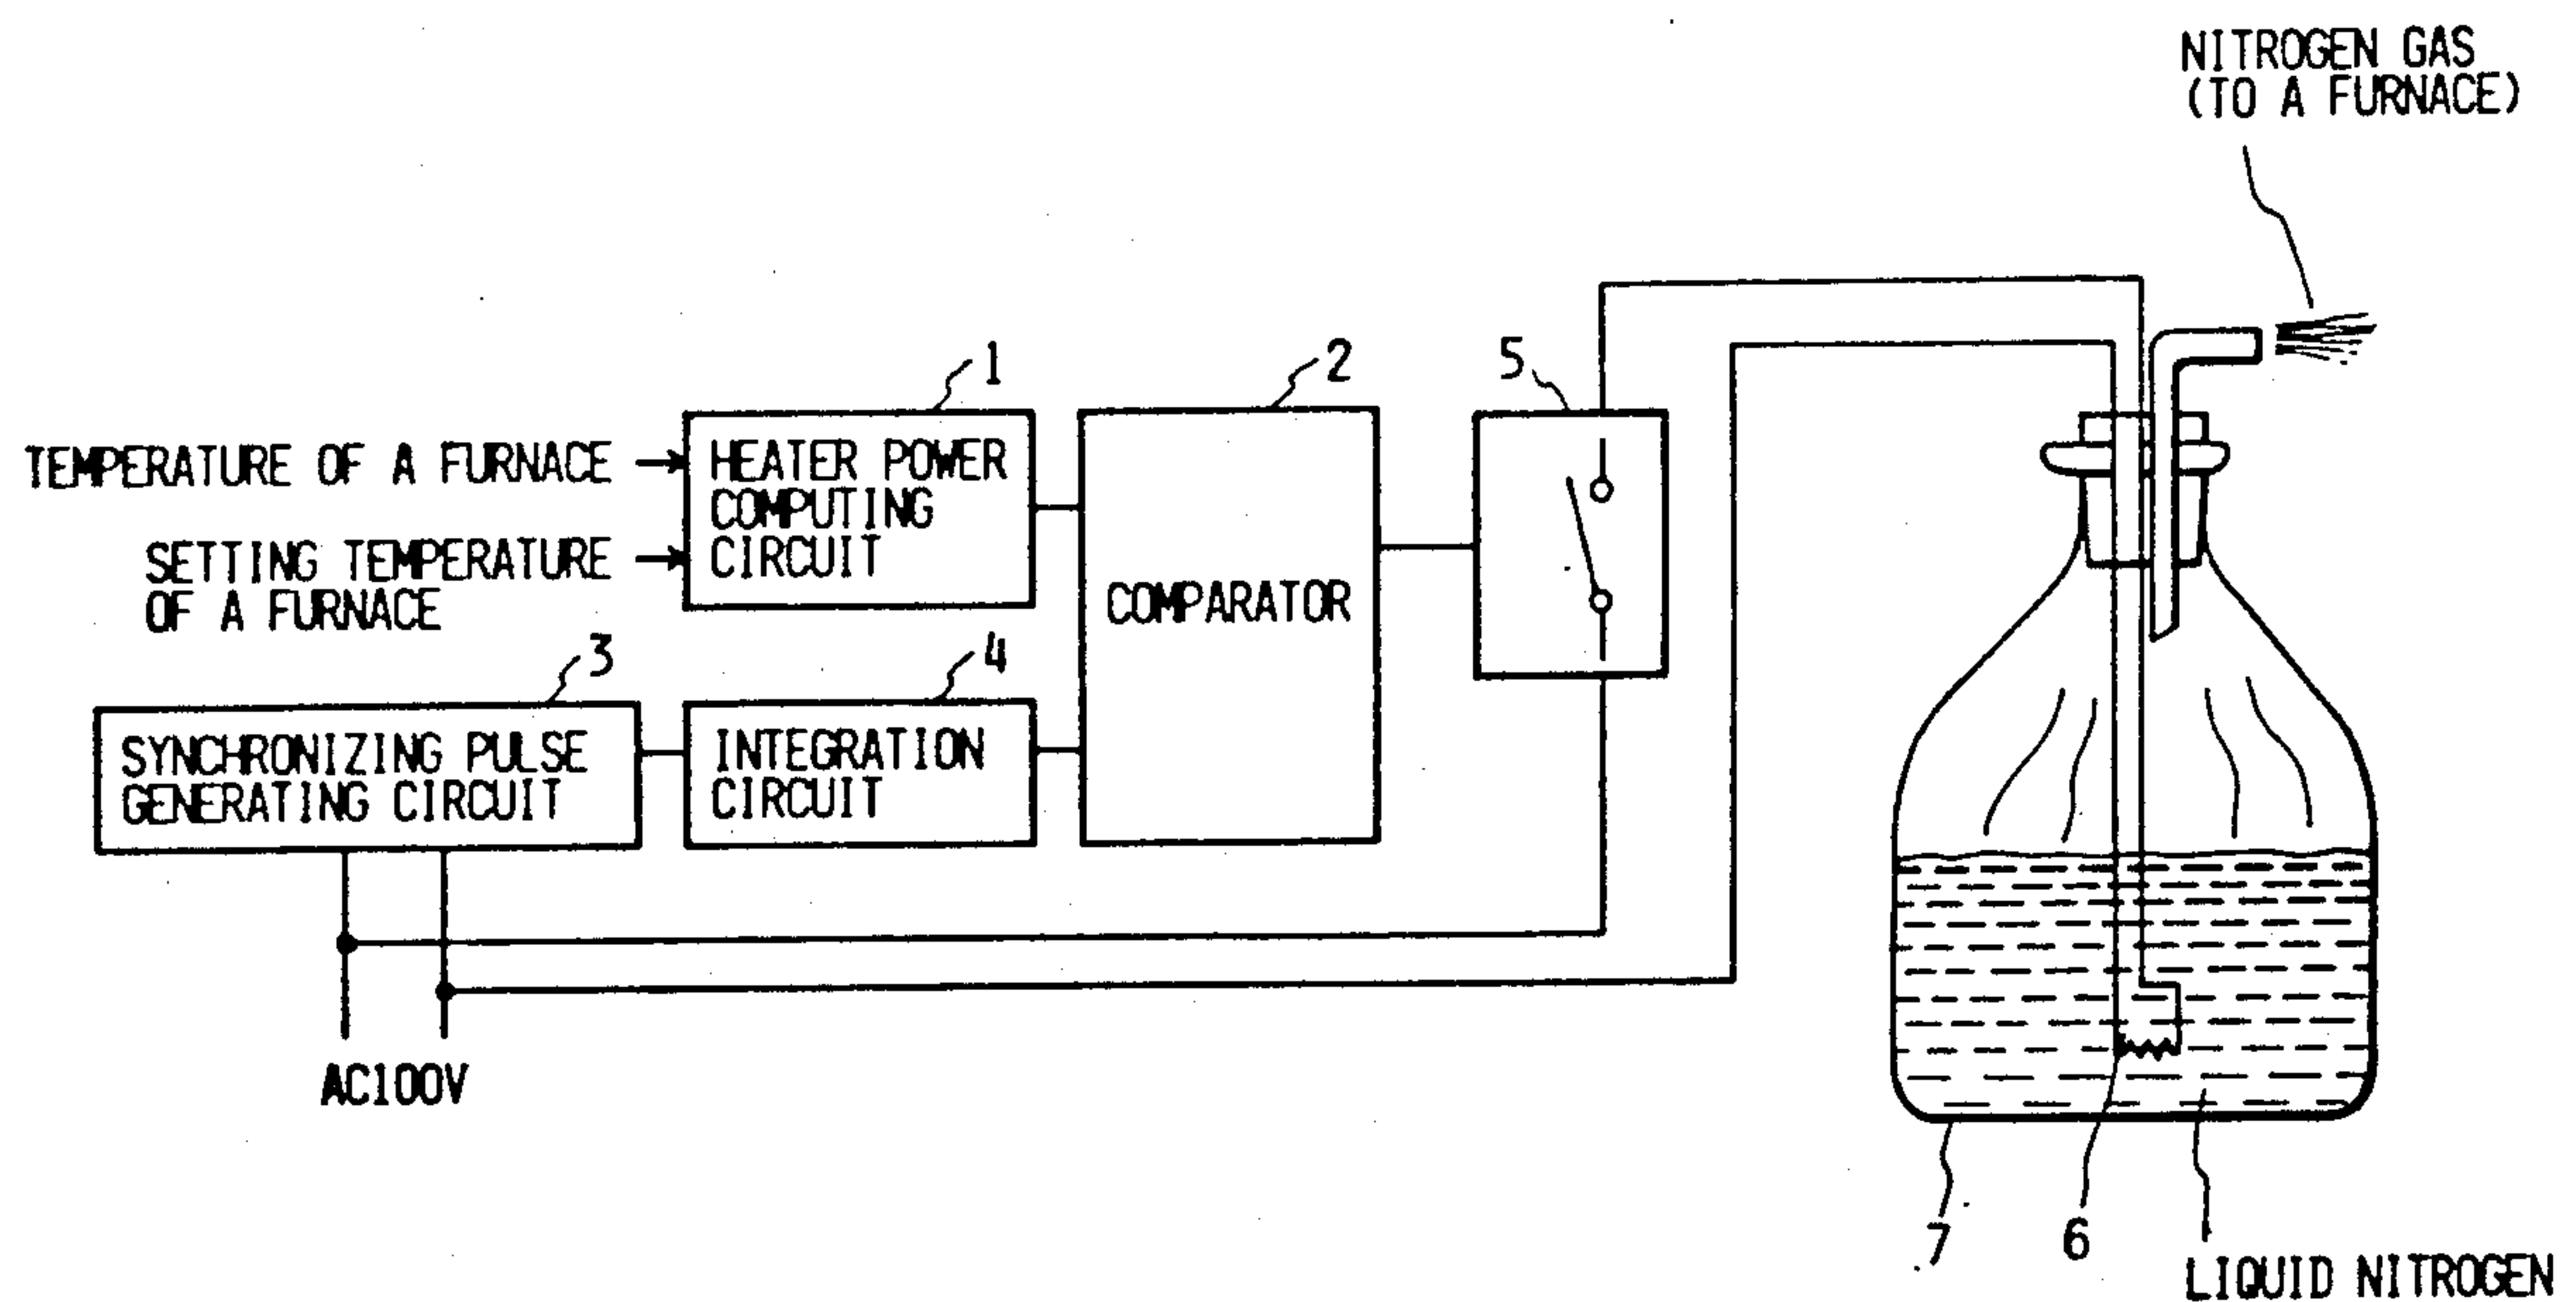 NITROGEN GAS
(TO A FURNACE)
1
2
5
TEMPERATURE OF A FURNACE
HEATER POWER
COMPUTING
CIRCUIT
SETTING TEMPERATURE
OF A FURNACE
COMPARATOR
3
4
SYNCHRONIZING PULSE
GENERATING CIRCUIT
INTEGRATION
CIRCUIT
AC100V
7
6
LIQUID NITROGEN